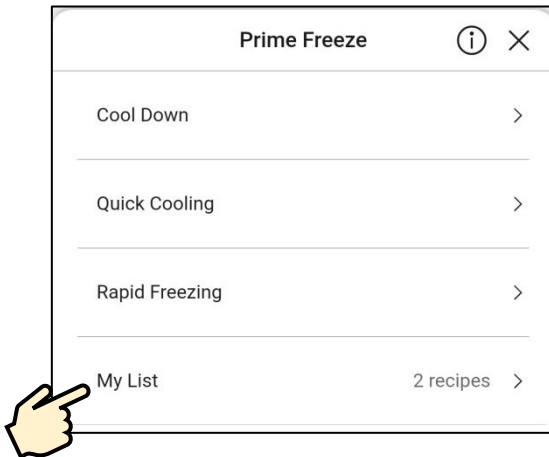 Prime Freeze
Cool Down
Quick Cooling
Rapid Freezing
My List 2 recipes